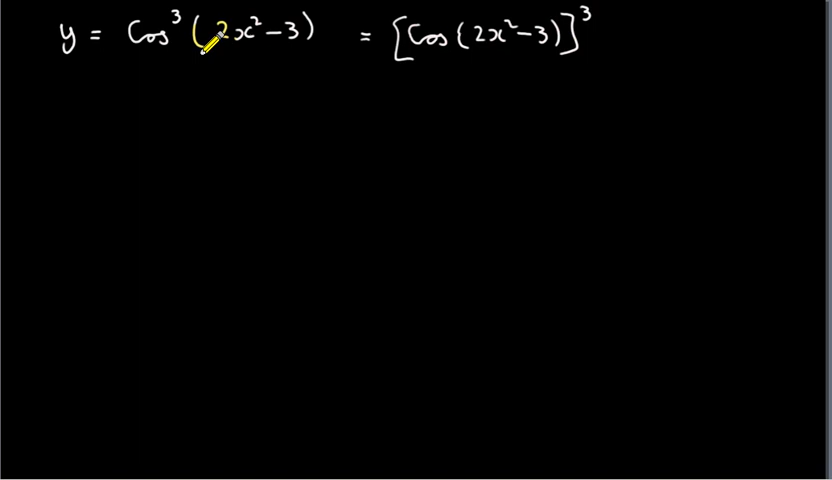 y = Cos³ (2x² - 3) = [Cos (2x² - 3)]³